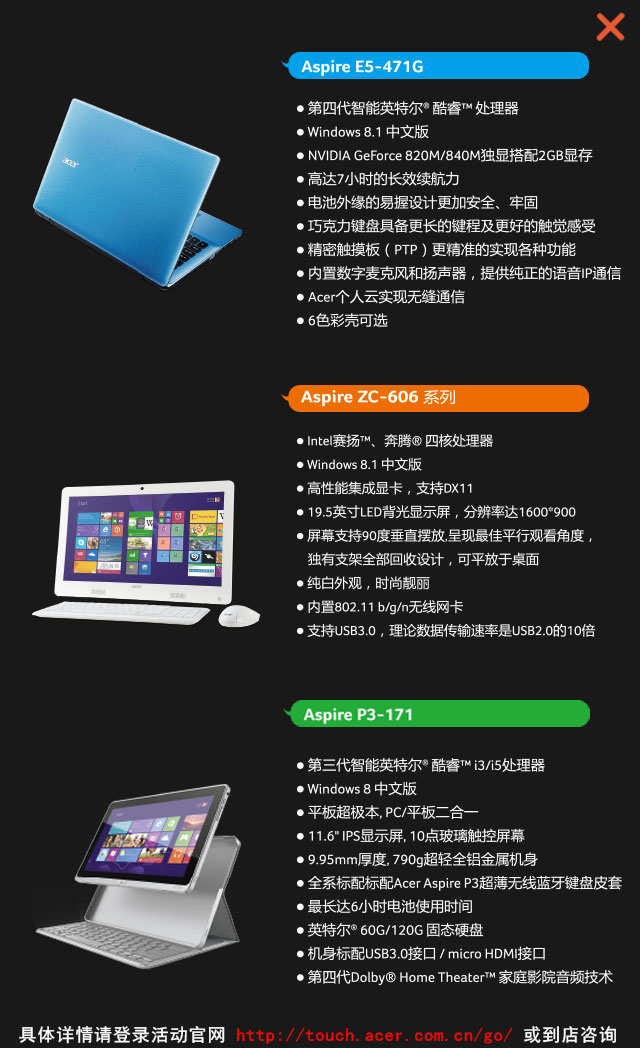 Aspire E5-471G
acer
● 第四代智能英特尔® 酷睿™ 处理器
● Windows 8.1 中文版
● NVIDIA GeForce 820M/840M独显搭配2GB显存
● 高达7小时的长效续航力
● 电池外缘的易握设计更加安全、牢固
● 巧克力键盘具备更长的键程及更好的触觉感受
● 精密触摸板（PTP）更精准的实现各种功能
● 内置数字麦克风和扬声器，提供纯正的语音IP通信
● Acer个人云实现无缝通信
● 6色彩壳可选
Aspire ZC-606 系列
● Intel赛扬™、奔腾® 四核处理器
● Windows 8.1 中文版
● 高性能集成显卡，支持DX11
● 19.5英寸LED背光显示屏，分辨率达1600*900
● 屏幕支持90度垂直摆放,呈现最佳平行观看角度，
独有支架全部回收设计，可平放于桌面
● 纯白外观，时尚靓丽
● 内置802.11 b/g/n无线网卡
● 支持USB3.0，理论数据传输速率是USB2.0的10倍
Start
acer
Aspire P3-171
● 第三代智能英特尔® 酷睿™ i3/i5处理器
● Windows 8 中文版
● 平板超极本, PC/平板二合一
● 11.6" IPS显示屏, 10点玻璃触控屏幕
● 9.95mm厚度, 790g超轻全铝金属机身
● 全系标配标配Acer Aspire P3超薄无线蓝牙键盘皮套
● 最长达6小时电池使用时间
● 英特尔® 60G/120G 固态硬盘
● 机身标配USB3.0接口 / micro HDMI接口
● 第四代Dolby® Home Theater™ 家庭影院音频技术
Start
具体详情请登录活动官网 http://touch.acer.com.cn/go/ 或到店咨询